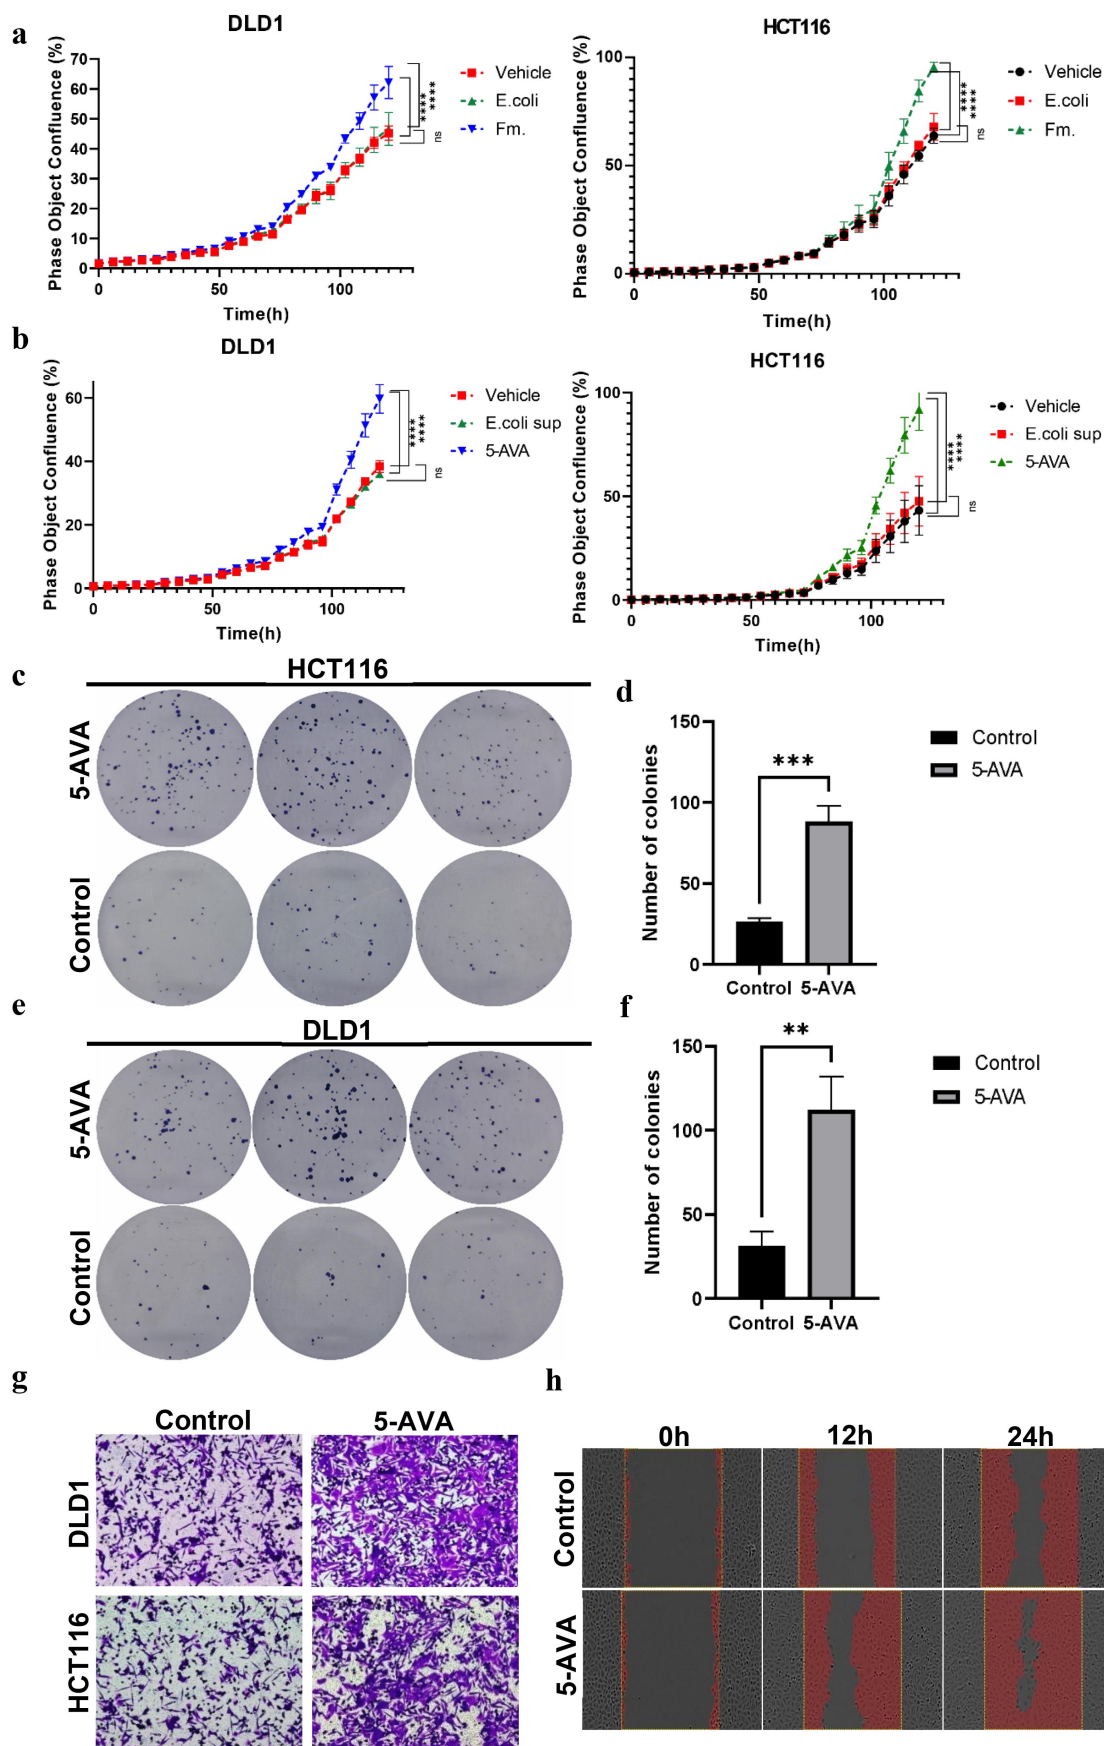 a
DLD1
Phase Object Confluence (%)
70
60
50
40
30
20
10
0
0
100
Time(h)
Vehicle
E.coli
Fm.
****
****
ns
HCT116
Phase Object Confluence (%)
100
50
0
0
50
100
Time(h)
Vehicle
E.coli
Fm.
****
****
ns
b
DLD1
Phase Object Confluence (%)
60
40
20
0
0
50
100
Time(h)
Vehicle
E.coli sup
5-AVA
****
****
ns
HCT116
Phase Object Confluence (%)
100
50
0
0
50
100
Time(h)
Vehicle
E.coli sup
5-AVA
****
****
ns
c
HCT116
5-AVA
Control
d
Number of colonies
150
100
50
0
***
Control 5-AVA
Control
5-AVA
e
DLD1
5-AVA
Control
f
Number of colonies
150
100
50
0
**
Control 5-AVA
Control
5-AVA
g
Control 5-AVA
DLD1
HCT116
h
0h 12h 24h
Control
5-AVA